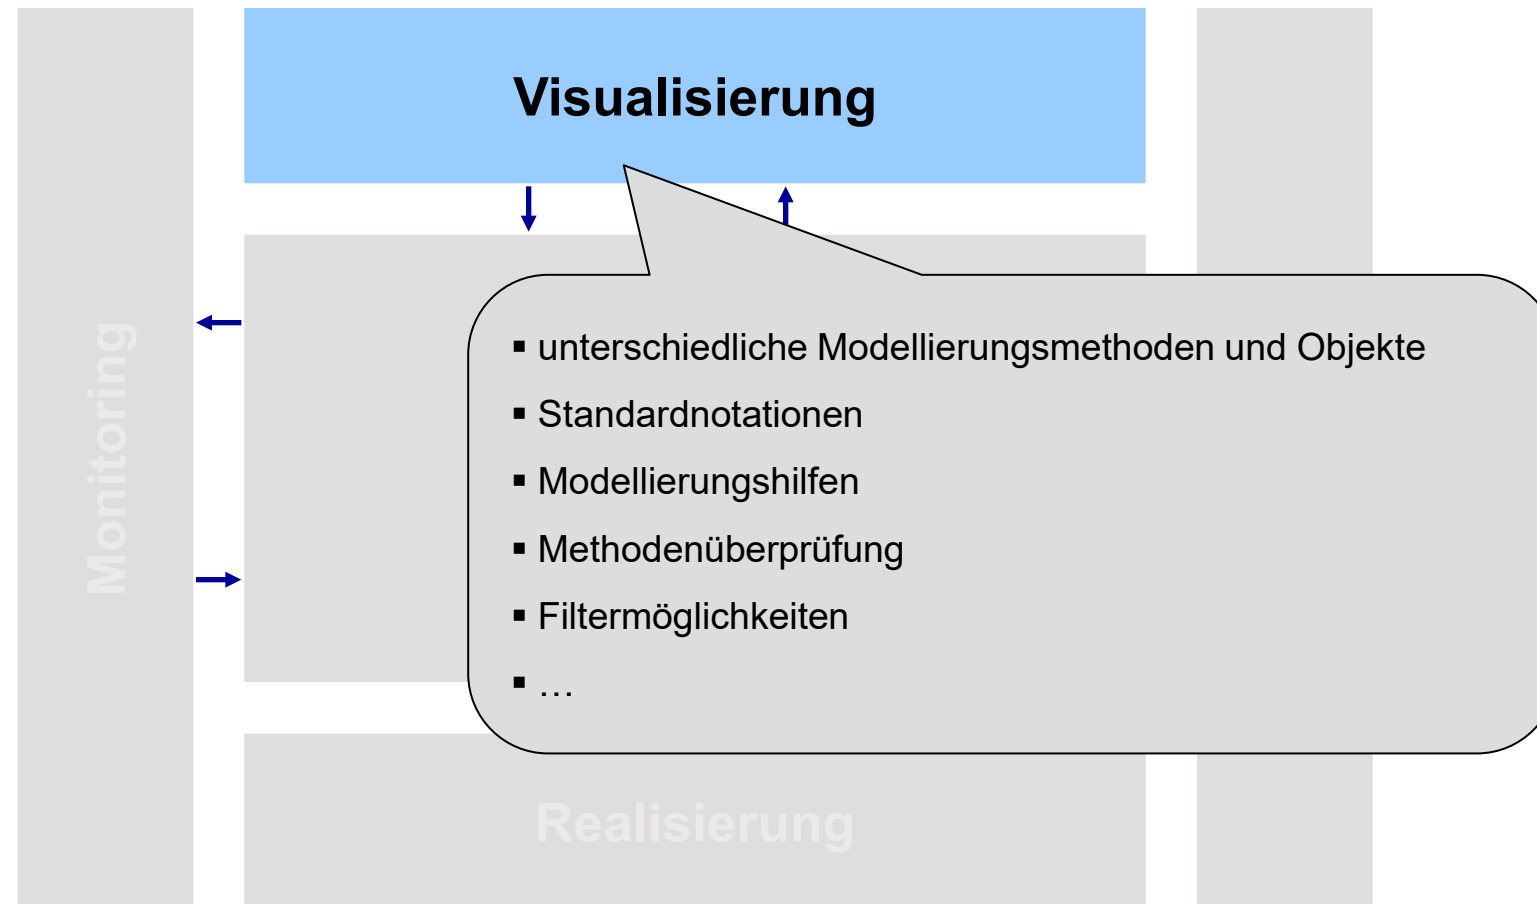 Visualisierung
Monitoring
▪ unterschiedliche Modellierungsmethoden und Objekte
▪ Standardnotationen
▪ Modellierungshilfen
▪ Methodenüberprüfung
▪ Filtermöglichkeiten
▪ …
Realisierung